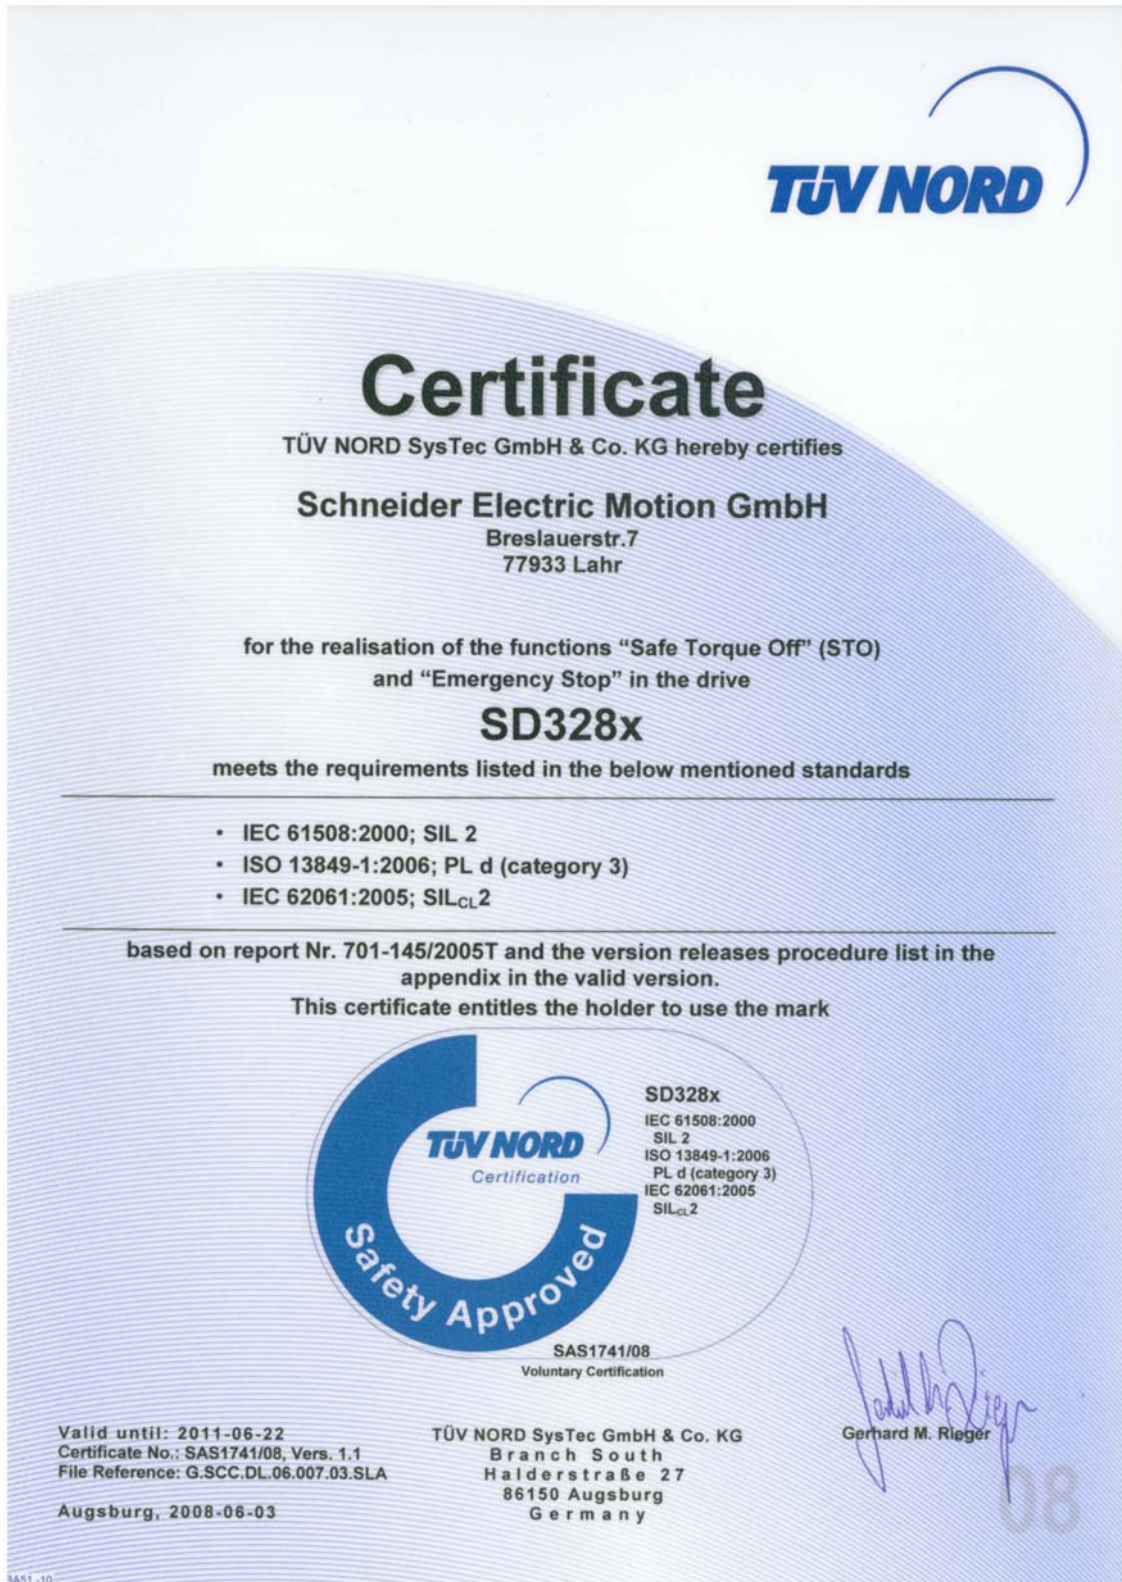 TÜV NORD
Certificate
TÜV NORD SysTec GmbH & Co. KG hereby certifies
Schneider Electric Motion GmbH
Breslauerstr.7
77933 Lahr
for the realisation of the functions “Safe Torque Off” (STO)
and “Emergency Stop” in the drive
SD328x
meets the requirements listed in the below mentioned standards
• IEC 61508:2000; SIL 2
• ISO 13849-1:2006; PL d (category 3)
• IEC 62061:2005; SILCL2
based on report Nr. 701-145/2005T and the version releases procedure list in the
appendix in the valid version.
This certificate entitles the holder to use the mark
TÜV NORD
Certification
Safety Approved
SD328x
IEC 61508:2000
SIL 2
ISO 13849-1:2006
PL d (category 3)
IEC 62061:2005
SILCL2
SAS1741/08
Voluntary Certification
Valid until: 2011-06-22
Certificate No.: SAS1741/08, Vers. 1.1
File Reference: G.SCC.DL.06.007.03.SLA
Augsburg, 2008-06-03
TÜV NORD SysTec GmbH & Co. KG
Branch South
Halderstraße 27
86150 Augsburg
Germany
Gerhard M. Rieger
08